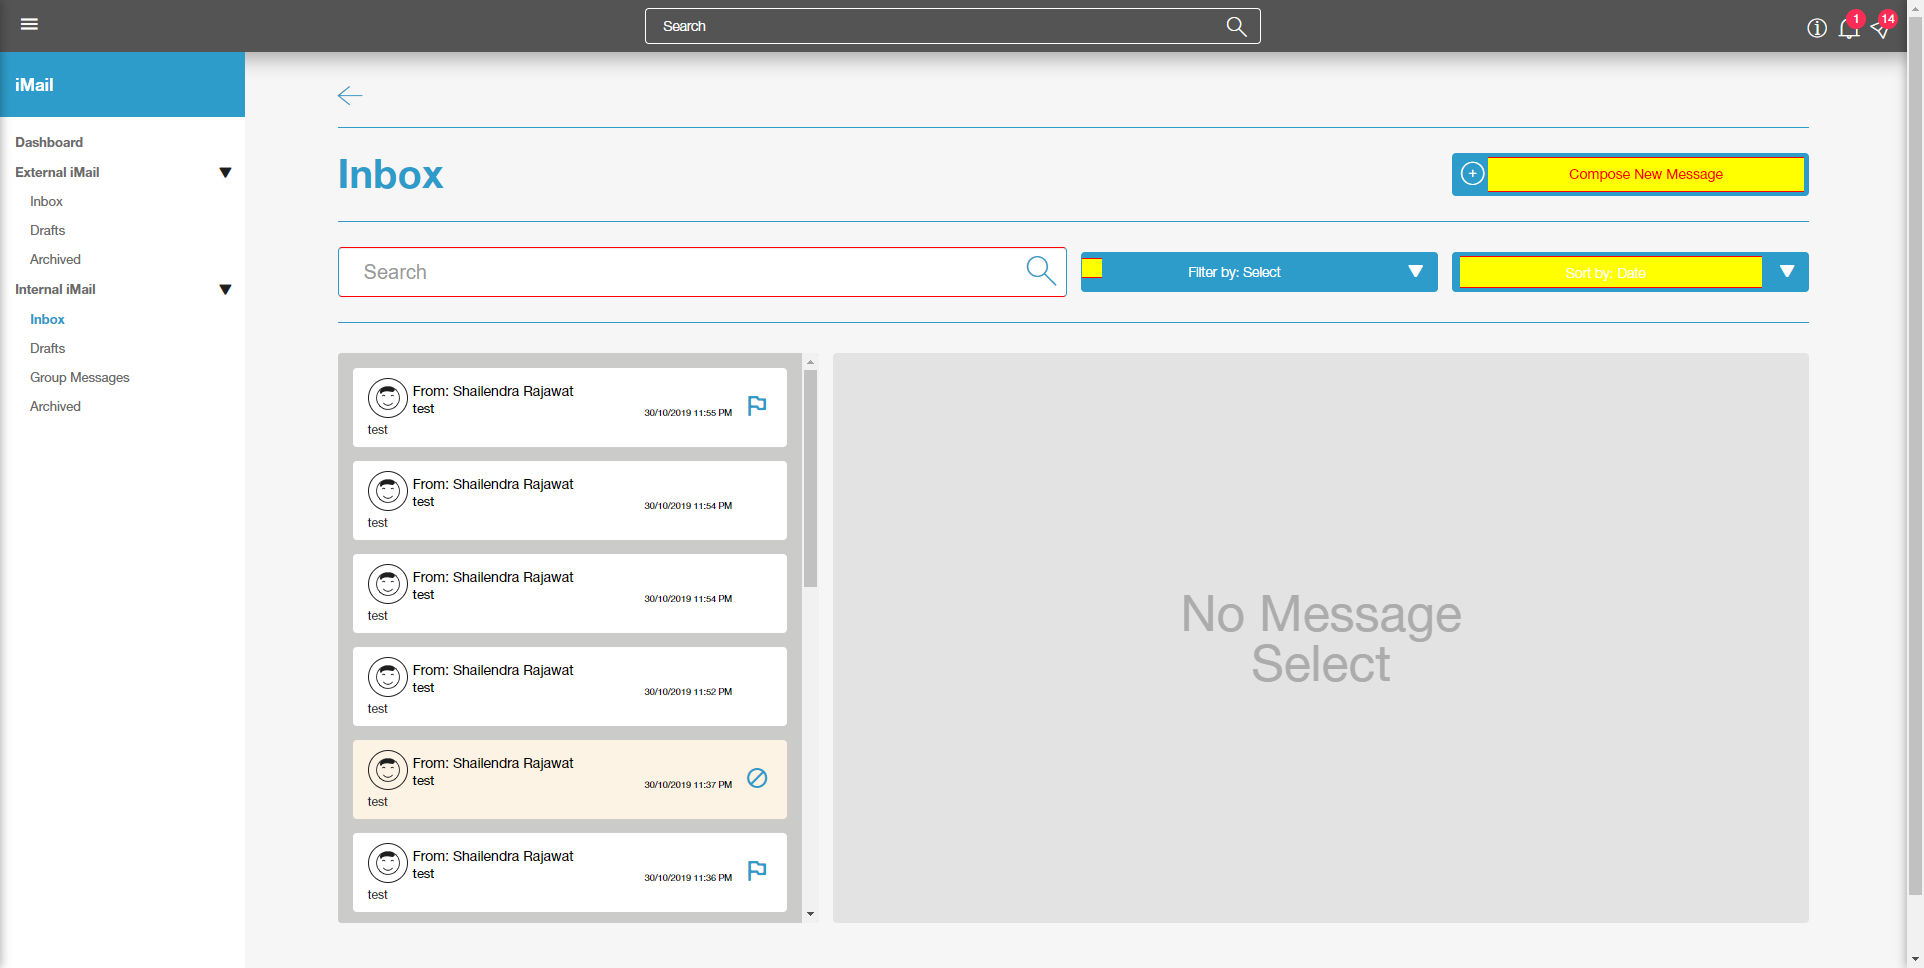 Search
1
14
iMail
Dashboard
External iMail
Inbox
Drafts
Archived
Internal iMail
Inbox
Drafts
Group Messages
Archived
Inbox
Compose New Message
Search
Filter by: Select
Sort by: Date
From: Shailendra Rajawat
test
30/10/2019 11:55 PM
test
From: Shailendra Rajawat
test
30/10/2019 11:54 PM
test
From: Shailendra Rajawat
test
30/10/2019 11:54 PM
test
From: Shailendra Rajawat
test
30/10/2019 11:52 PM
test
From: Shailendra Rajawat
test
30/10/2019 11:37 PM
test
From: Shailendra Rajawat
test
30/10/2019 11:36 PM
test
No Message
Select